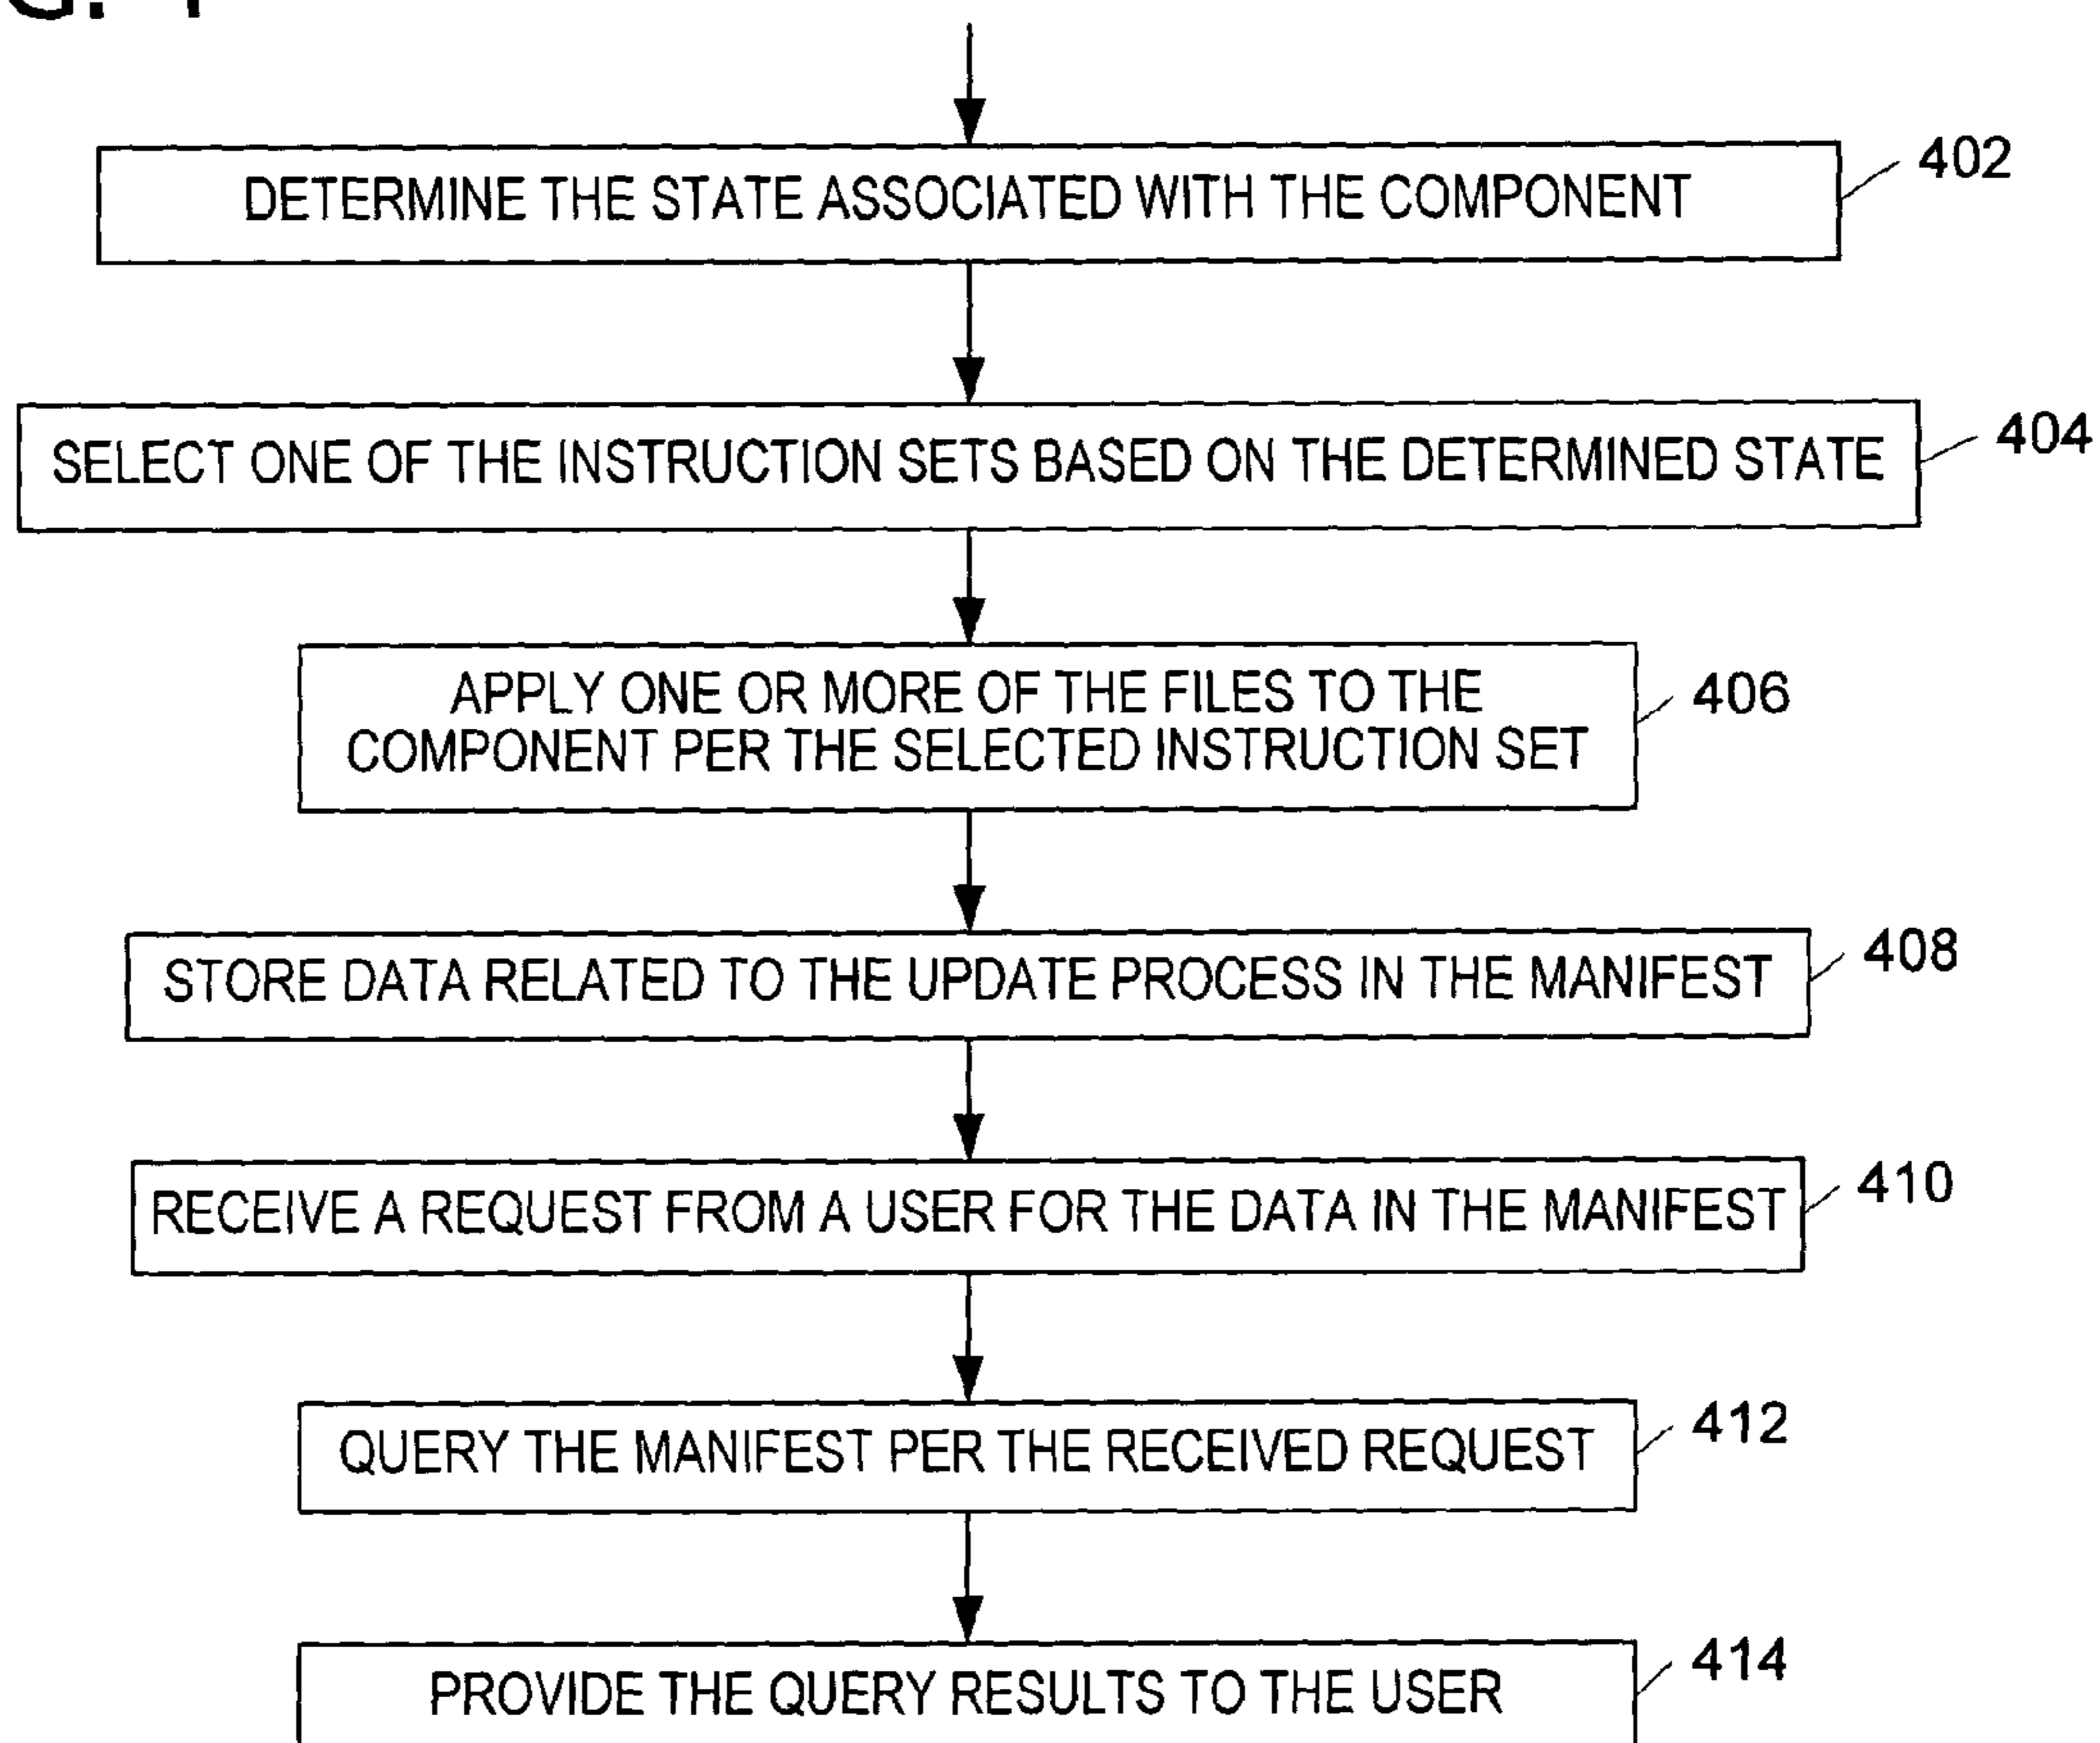 DETERMINE THE STATE ASSOCIATED WITH THE COMPONENT
402
SELECT ONE OF THE INSTRUCTION SETS BASED ON THE DETERMINED STATE
404
APPLY ONE OR MORE OF THE FILES TO THE
COMPONENT PER THE SELECTED INSTRUCTION SET
406
STORE DATA RELATED TO THE UPDATE PROCESS IN THE MANIFEST
408
RECEIVE A REQUEST FROM A USER FOR THE DATA IN THE MANIFEST
410
QUERY THE MANIFEST PER THE RECEIVED REQUEST
412
PROVIDE THE QUERY RESULTS TO THE USER
414